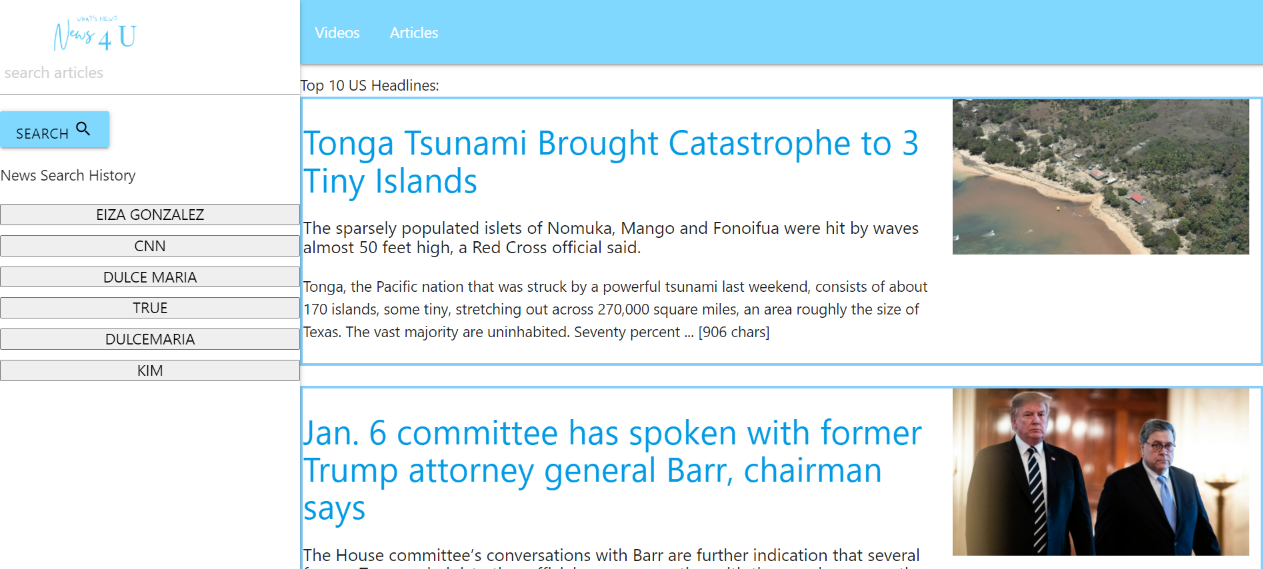 WHAT'S NEWS
News 4 U
search articles
SEARCH
News Search History
EIZA GONZALEZ
CNN
DULCE MARIA
TRUE
DULCEMARIA
KIM
Videos Articles
Top 10 US Headlines:
Tonga Tsunami Brought Catastrophe to 3
Tiny Islands
The sparsely populated islets of Nomuka, Mango and Fonoifua were hit by waves
almost 50 feet high, a Red Cross official said.
Tonga, the Pacific nation that was struck by a powerful tsunami last weekend, consists of about
170 islands, some tiny, stretching out across 270,000 square miles, an area roughly the size of
Texas. The vast majority are uninhabited. Seventy percent ... [906 chars]
Jan. 6 committee has spoken with former
Trump attorney general Barr, chairman
says
The House committee’s conversations with Barr are further indication that several